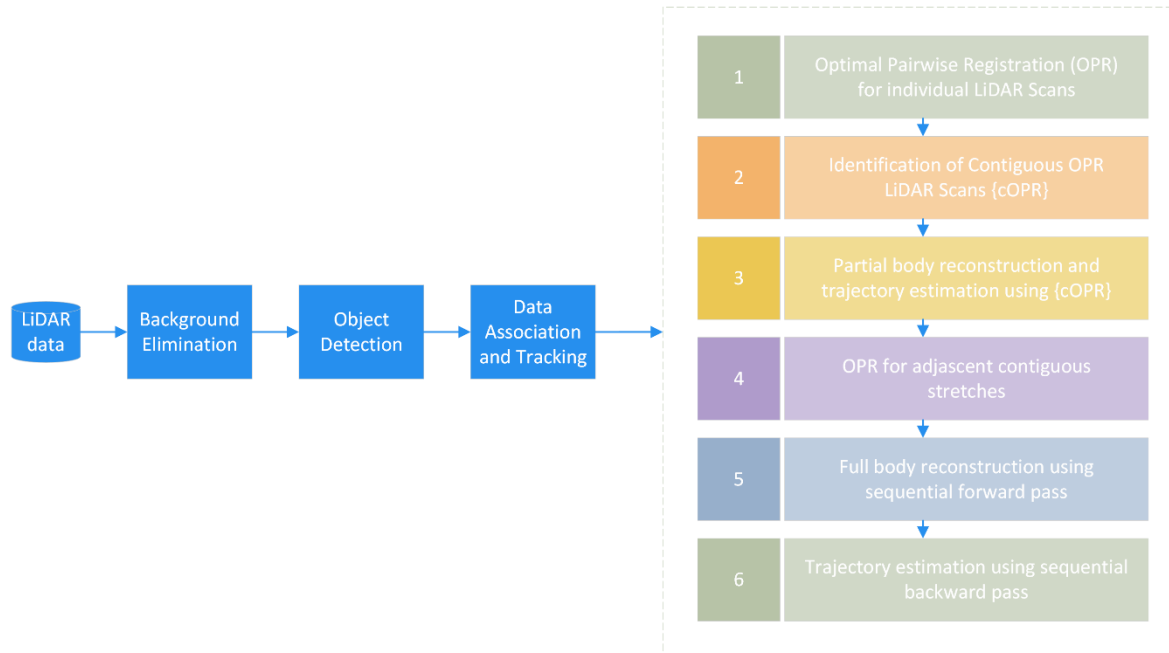 LiDAR
data
Background
Elimination
Object
Detection
Data
Association
and Tracking
1
Optimal Pairwise Registration (OPR)
for individual LiDAR Scans
2
Identification of Contiguous OPR
LiDAR Scans {cOPR}
3
Partial body reconstruction and
trajectory estimation using {cOPR}
4
OPR for adjascent contiguous
stretches
5
Full body reconstruction using
sequential forward pass
6
Trajectory estimation using sequential
backward pass